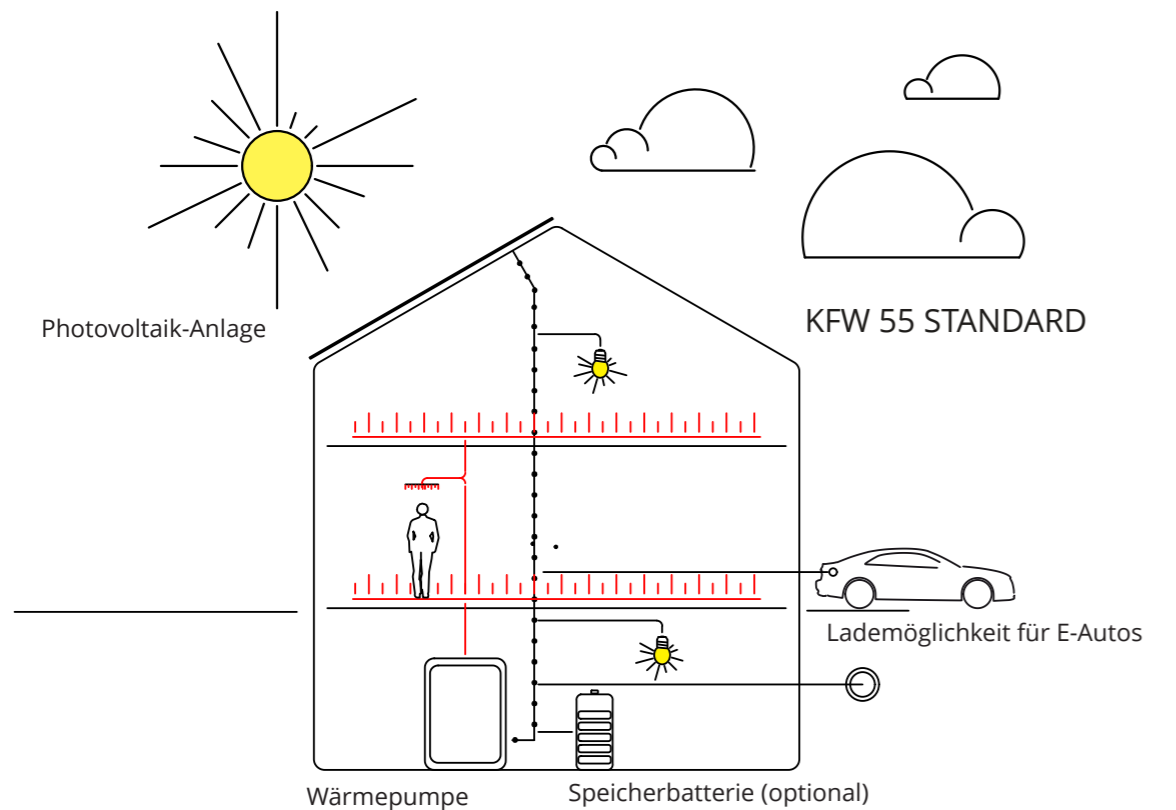 Photovoltaik-Anlage
KFW 55 STANDARD
Lademöglichkeit für E-Autos
Wärmepumpe
Speicherbatterie (optional)